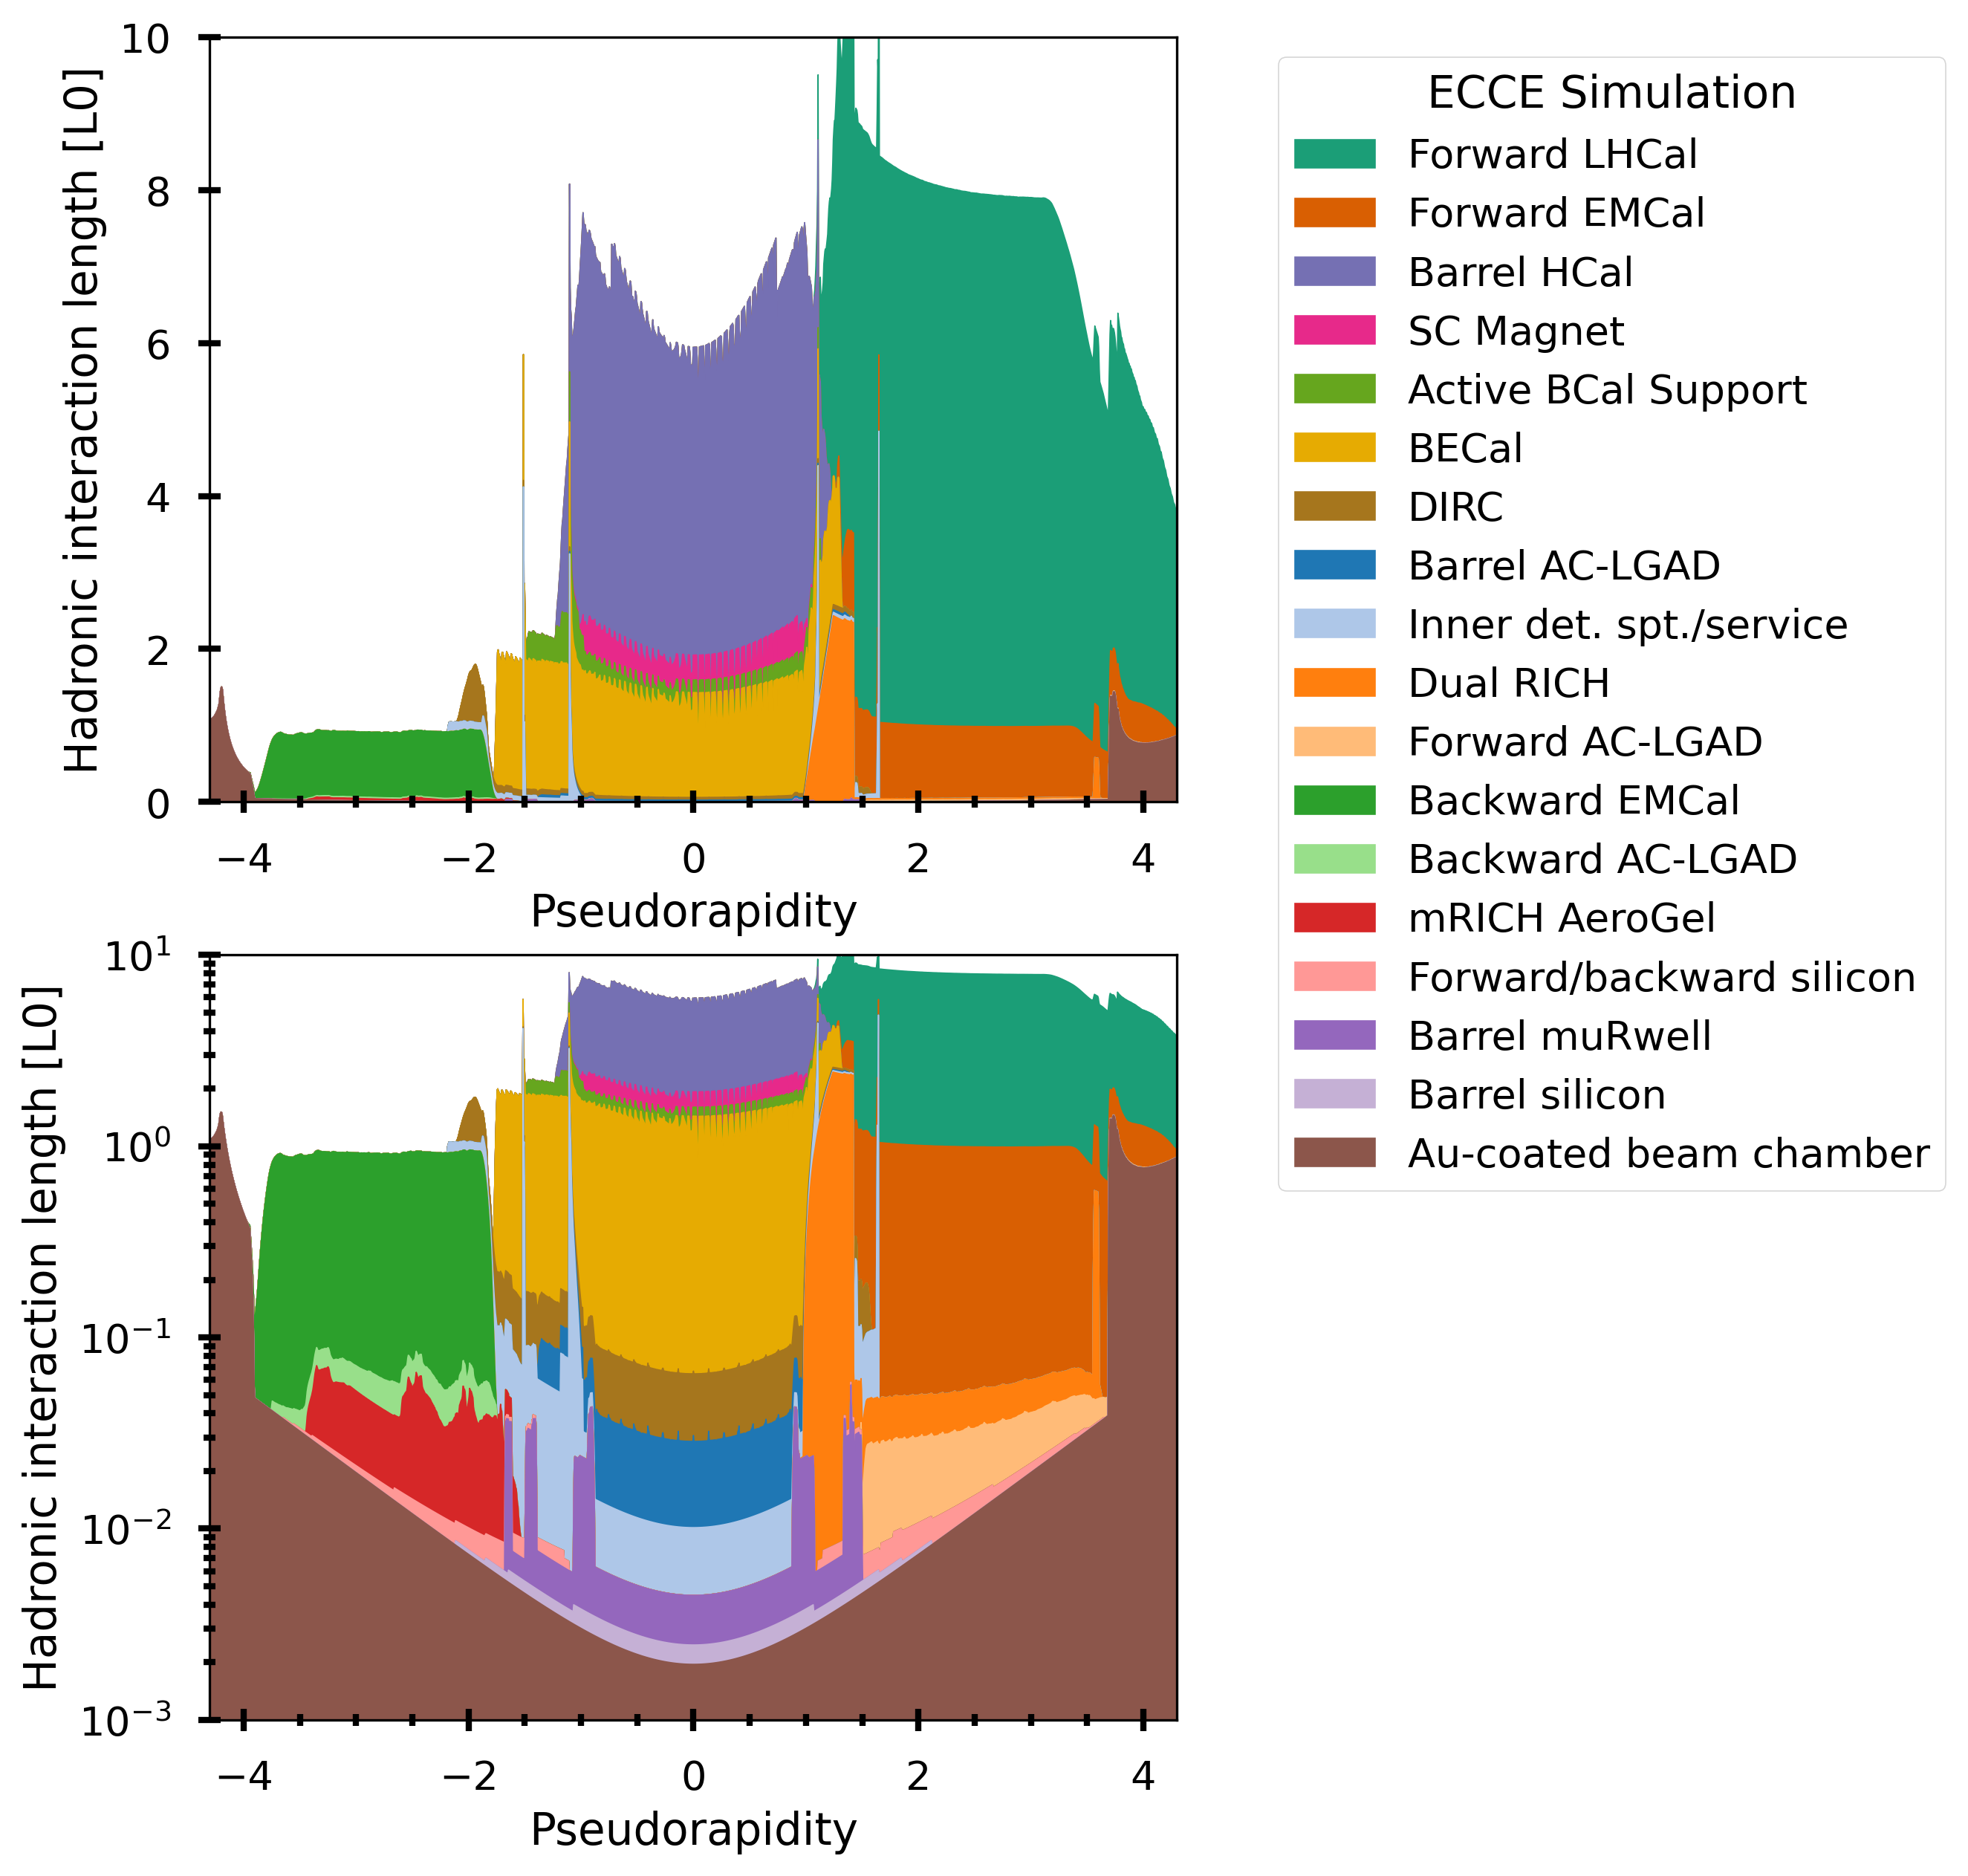 10
8
6
4
2
0
Hadronic interaction length [L0]
−4
−2
0
2
4
Pseudorapidity
10¹
10⁰
10⁻¹
10⁻²
10⁻³
Hadronic interaction length [L0]
−4
−2
0
2
4
Pseudorapidity
ECCE Simulation
Forward LHCal
Forward EMCal
Barrel HCal
SC Magnet
Active BCal Support
BECal
DIRC
Barrel AC-LGAD
Inner det. spt./service
Dual RICH
Forward AC-LGAD
Backward EMCal
Backward AC-LGAD
mRICH AeroGel
Forward/backward silicon
Barrel muRwell
Barrel silicon
Au-coated beam chamber